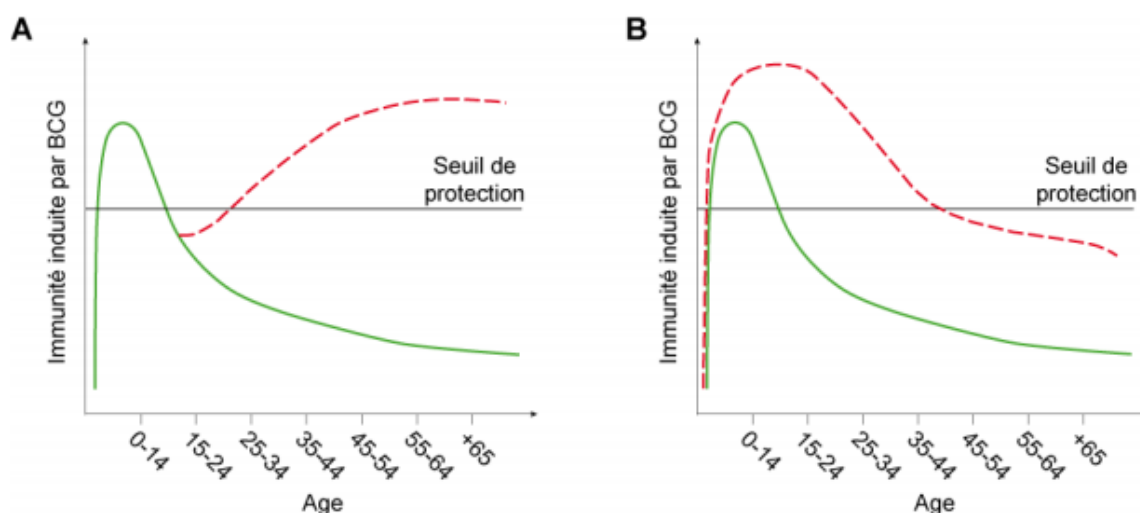 A
Immunité induite par BCG
Seuil de
protection
0-14
15-24
25-34
35-44
45-54
55-64
+65
Age
B
Immunité induite par BCG
Seuil de
protection
0-14
15-24
25-34
35-44
45-54
55-64
+65
Age